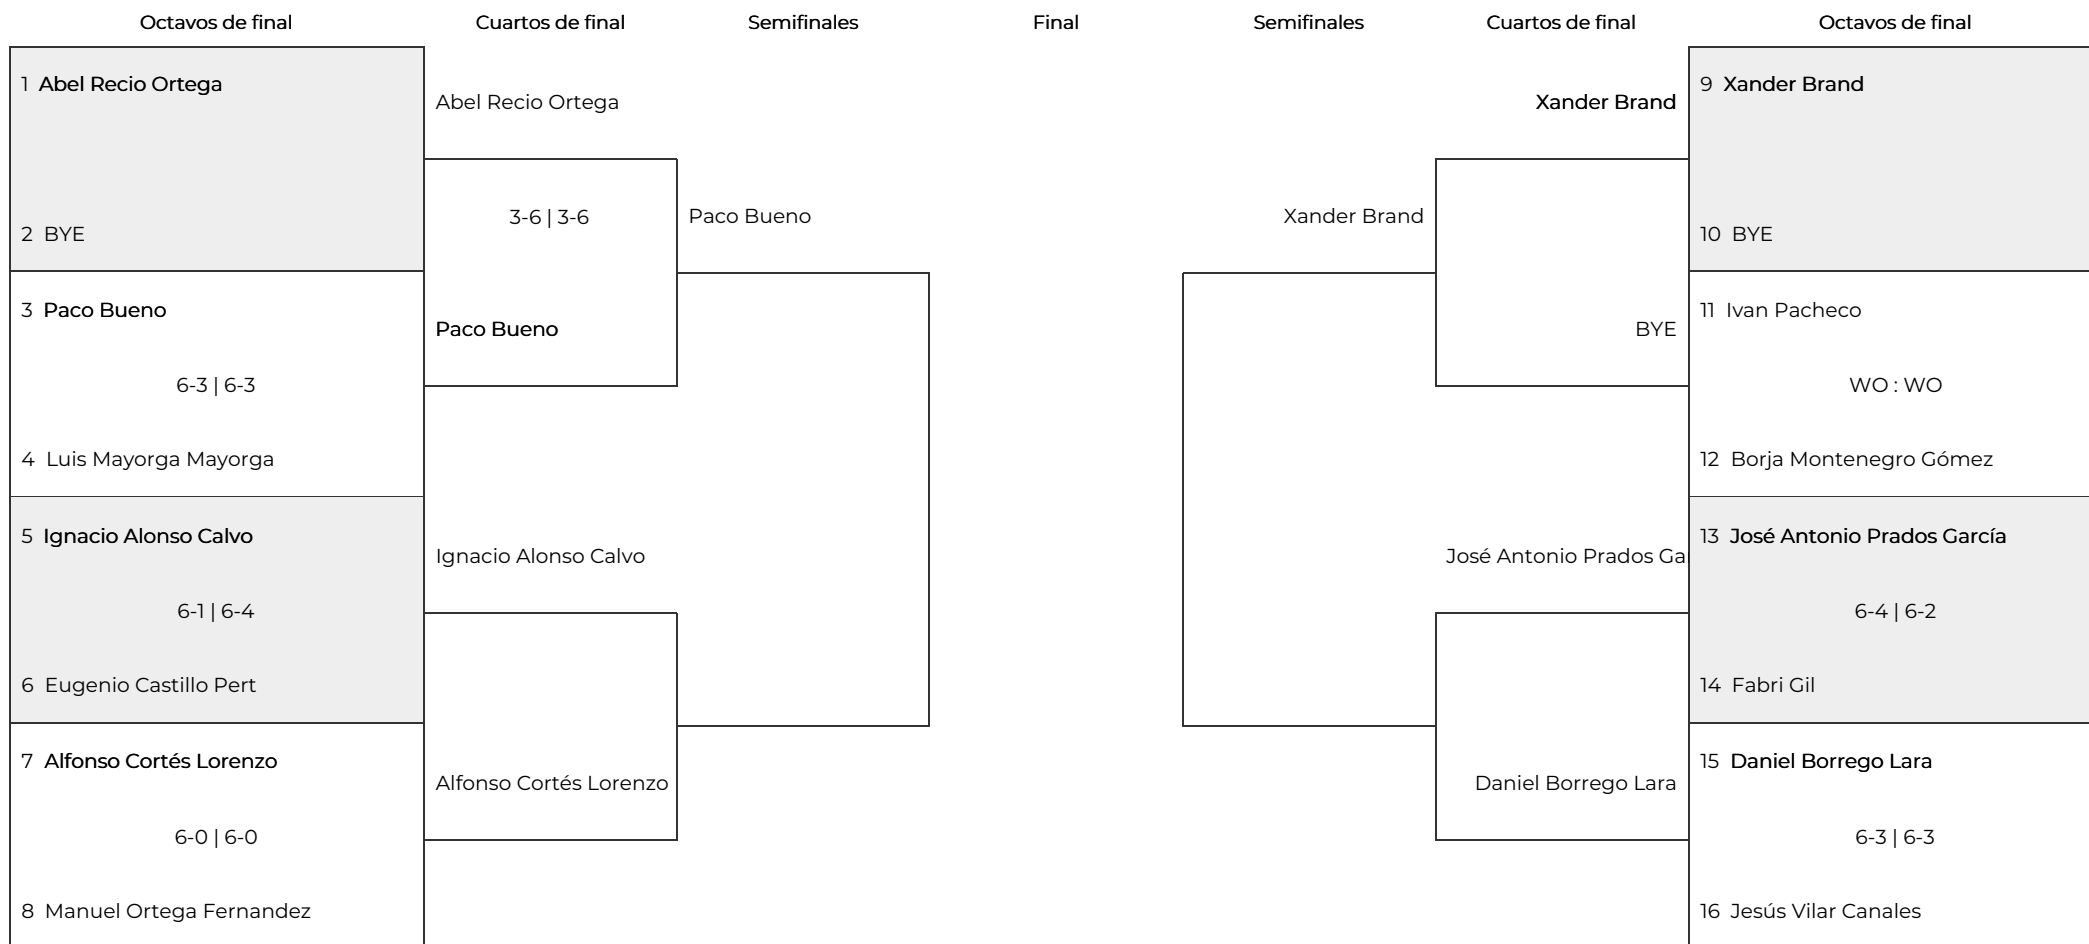 Octavos de final
Cuartos de final
Semifinales
Final
Semifinales
Cuartos de final
Octavos de final
1 Abel Recio Ortega
2 BYE
3 Paco Bueno
6-3 | 6-3
4 Luis Mayorga Mayorga
5 Ignacio Alonso Calvo
6-1 | 6-4
6 Eugenio Castillo Pert
7 Alfonso Cortés Lorenzo
6-0 | 6-0
8 Manuel Ortega Fernandez
Abel Recio Ortega
3-6 | 3-6
Paco Bueno
Ignacio Alonso Calvo
Alfonso Cortés Lorenzo
Paco Bueno
Xander Brand
Xander Brand
BYE
José Antonio Prados Ga
Daniel Borrego Lara
9 Xander Brand
10 BYE
11 Ivan Pacheco
WO : WO
12 Borja Montenegro Gómez
13 José Antonio Prados García
6-4 | 6-2
14 Fabri Gil
15 Daniel Borrego Lara
6-3 | 6-3
16 Jesús Vilar Canales